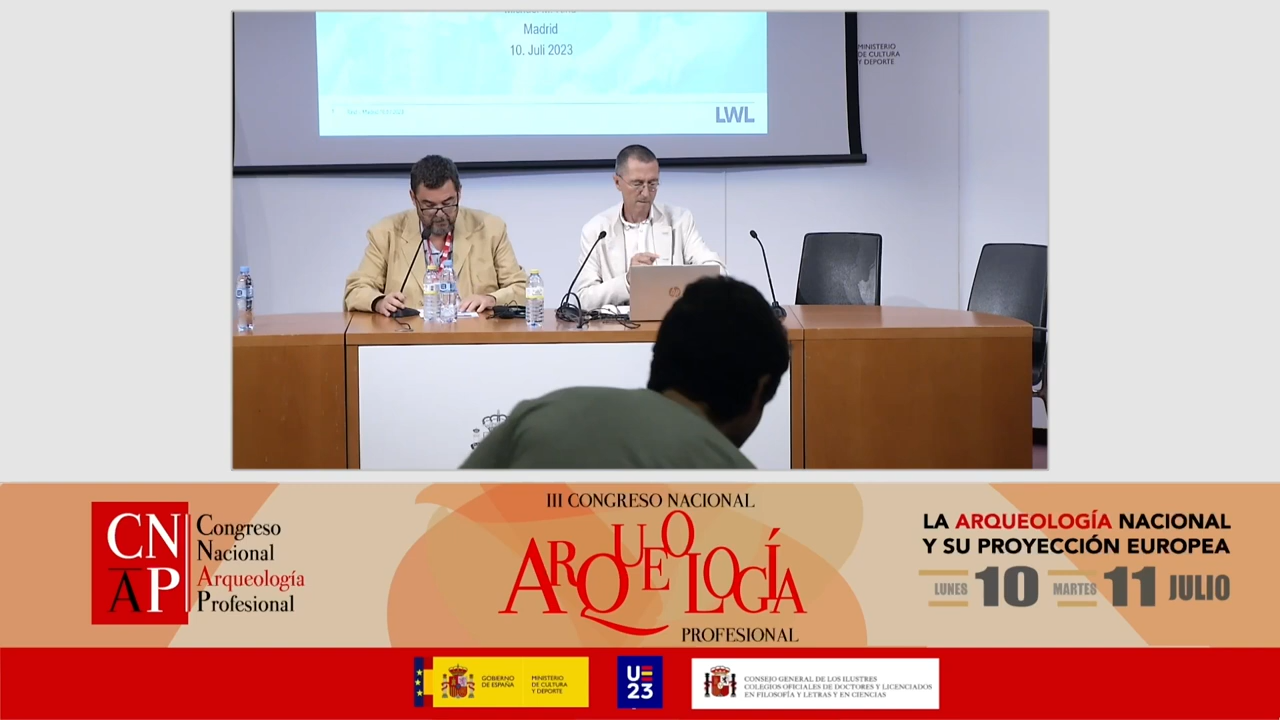 Madrid
10. Juli 2023
LWL
MINISTERIO
DE CULTURA
Y DEPORTE
hp
CN
AP
Congreso
Nacional
Arqueología
Profesional
III CONGRESO NACIONAL
ARQUEOLOGÍA
PROFESIONAL
LA ARQUEOLOGÍA NACIONAL
Y SU PROYECCIÓN EUROPEA
LUNES 10 MARTES 11 JULIO
GOBIERNO
DE ESPAÑA
MINISTERIO
DE CULTURA
Y DEPORTE
UE
23
CONSEJO GENERAL DE LOS ILUSTRES
COLEGIOS OFICIALES DE DOCTORES Y LICENCIADOS
EN FILOSOFÍA Y LETRAS Y EN CIENCIAS